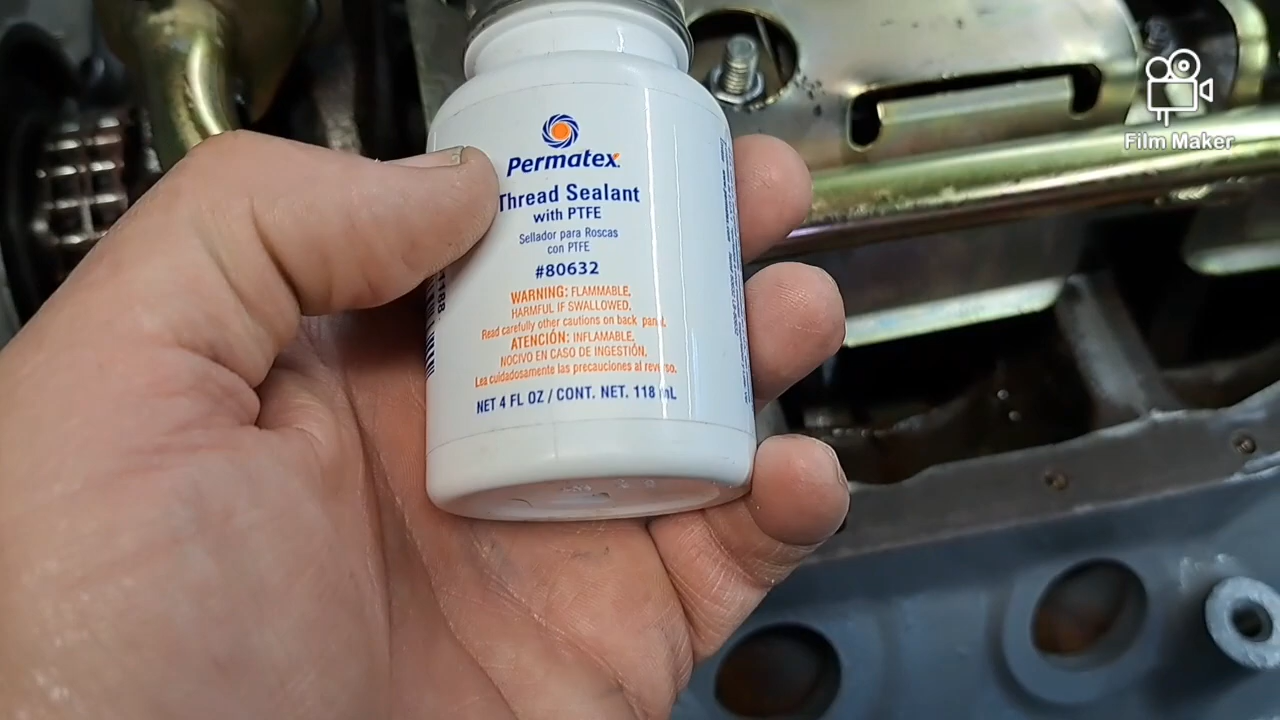 Permatex
Thread Sealant
with PTFE
Sellador para Roscas
con PTFE
#80632
WARNING: FLAMMABLE,
HARMFUL IF SWALLOWED,
Read carefully other cautions on back panel.
ATENCIÓN: INFLAMABLE,
NOCIVO EN CASO DE INGESTIÓN,
Lea cuidadosamente las precauciones al reverso.
NET 4 FL OZ / CONT. NET. 118 mL
Film Maker